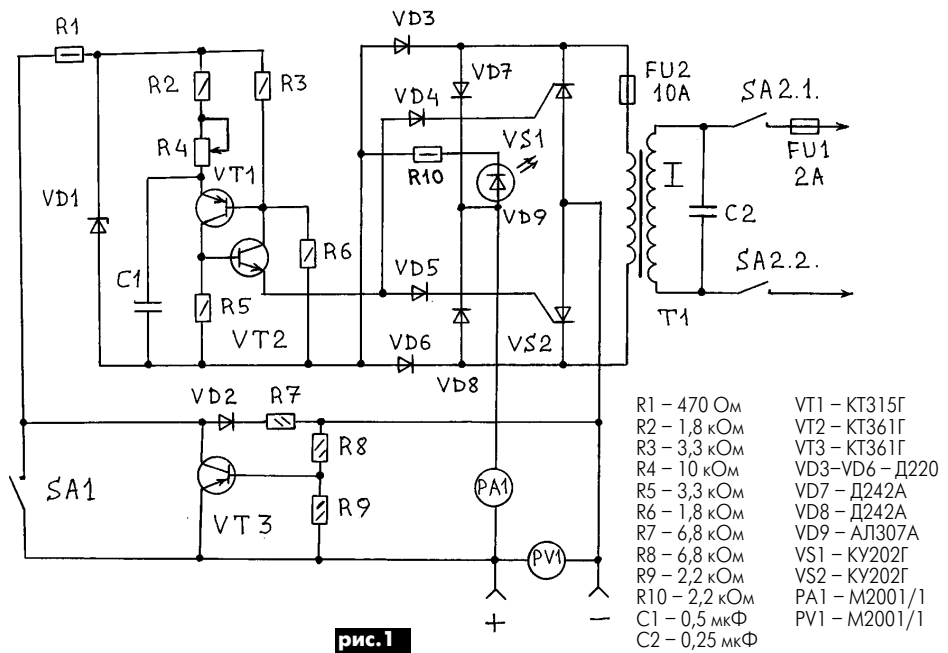 R1
VD3
R2
R3
VD7
FU2
10A
SA2.1.
VD4
R4
VS1
VT1
R10
I
FU1
2A
VD1
VD9
C2
R6
C1
VD5
SA2.2.
R5
VT2
VD6
VS2
T1
VD8
VD2
R7
R8
SA1
PA1
VT3
R9
PV1
+
–
рис.1
R1 – 470 Ом
R2 – 1,8 кОм
R3 – 3,3 кОм
R4 – 10 кОм
R5 – 3,3 кОм
R6 – 1,8 кОм
R7 – 6,8 кОм
R8 – 6,8 кОм
R9 – 2,2 кОм
R10 – 2,2 кОм
C1 – 0,5 мкФ
C2 – 0,25 мкФ
VT1 – КТ315Г
VT2 – КТ361Г
VT3 – КТ361Г
VD3–VD6 – Д220
VD7 – Д242А
VD8 – Д242А
VD9 – АЛ307А
VS1 – КУ202Г
VS2 – КУ202Г
PA1 – М2001/1
PV1 – М2001/1